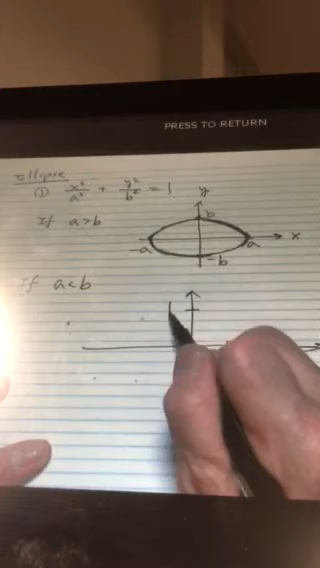 PRESS TO RETURN
Ellipse
① x²/a² + y²/b² = 1
y
If a>b
b
-a
a
x
-b
If a<b